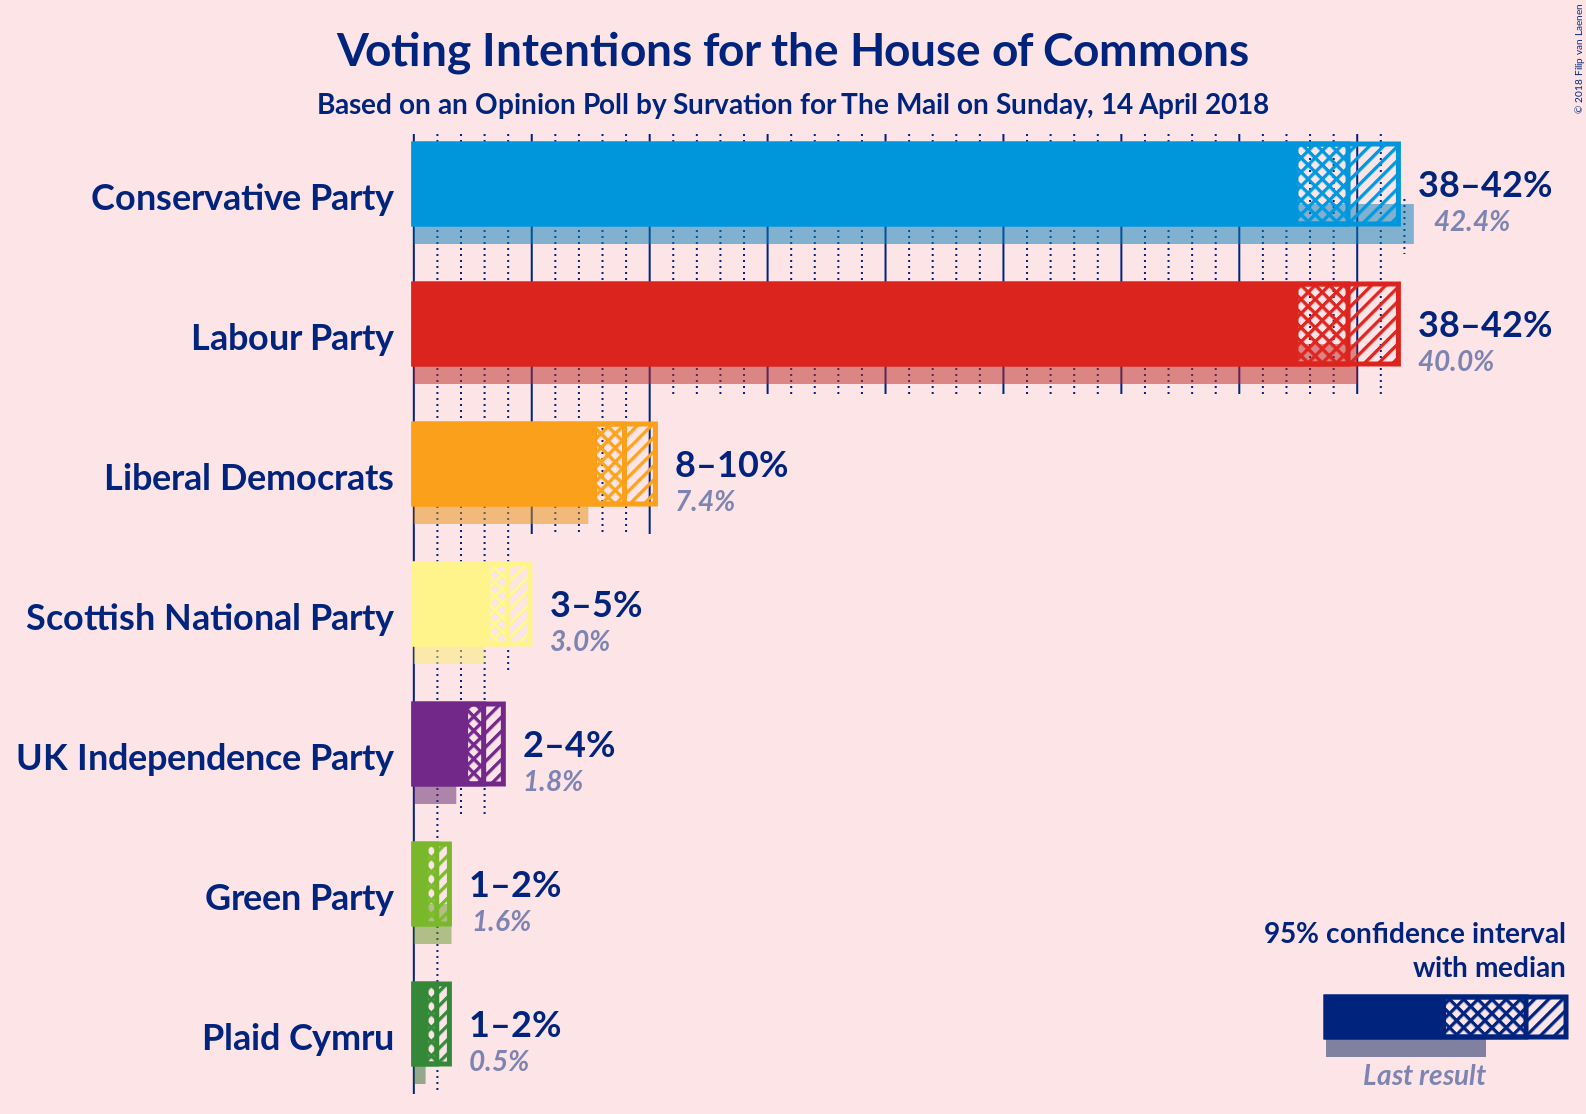 Voting Intentions for the House of Commons
Based on an Opinion Poll by Survation for The Mail on Sunday, 14 April 2018
© 2018 Filip van Laenen
Conservative Party
38–42%
42.4%
Labour Party
38–42%
40.0%
Liberal Democrats
8–10%
7.4%
Scottish National Party
3–5%
3.0%
UK Independence Party
2–4%
1.8%
Green Party
1–2%
1.6%
Plaid Cymru
1–2%
0.5%
95% confidence interval
with median
Last result